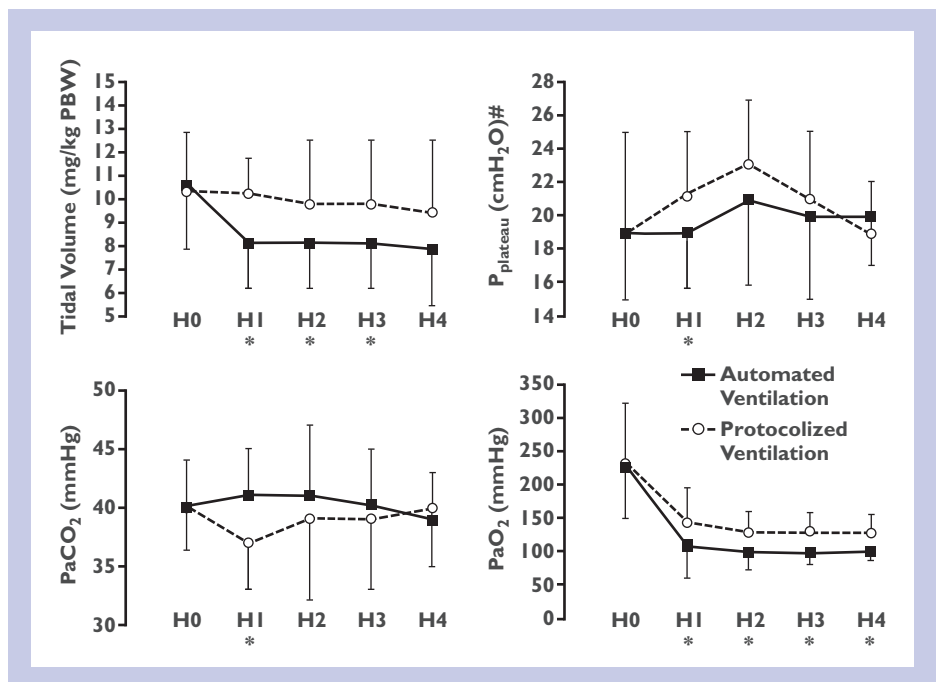 Tidal Volume (mg/kg PBW)
15
14
13
12
11
10
9
8
7
6
5
H0 H1 H2 H3 H4
* * *
P plateau (cmH2O)#
28
26
24
22
20
18
16
14
H0 H1 H2 H3 H4
*
PaCO2 (mmHg)
50
45
40
35
30
H0 H1 H2 H3 H4
*
PaO2 (mmHg)
350
300
250
200
150
100
50
0
H0 H1 H2 H3 H4
* * * *
Automated
Ventilation
Protocolized
Ventilation